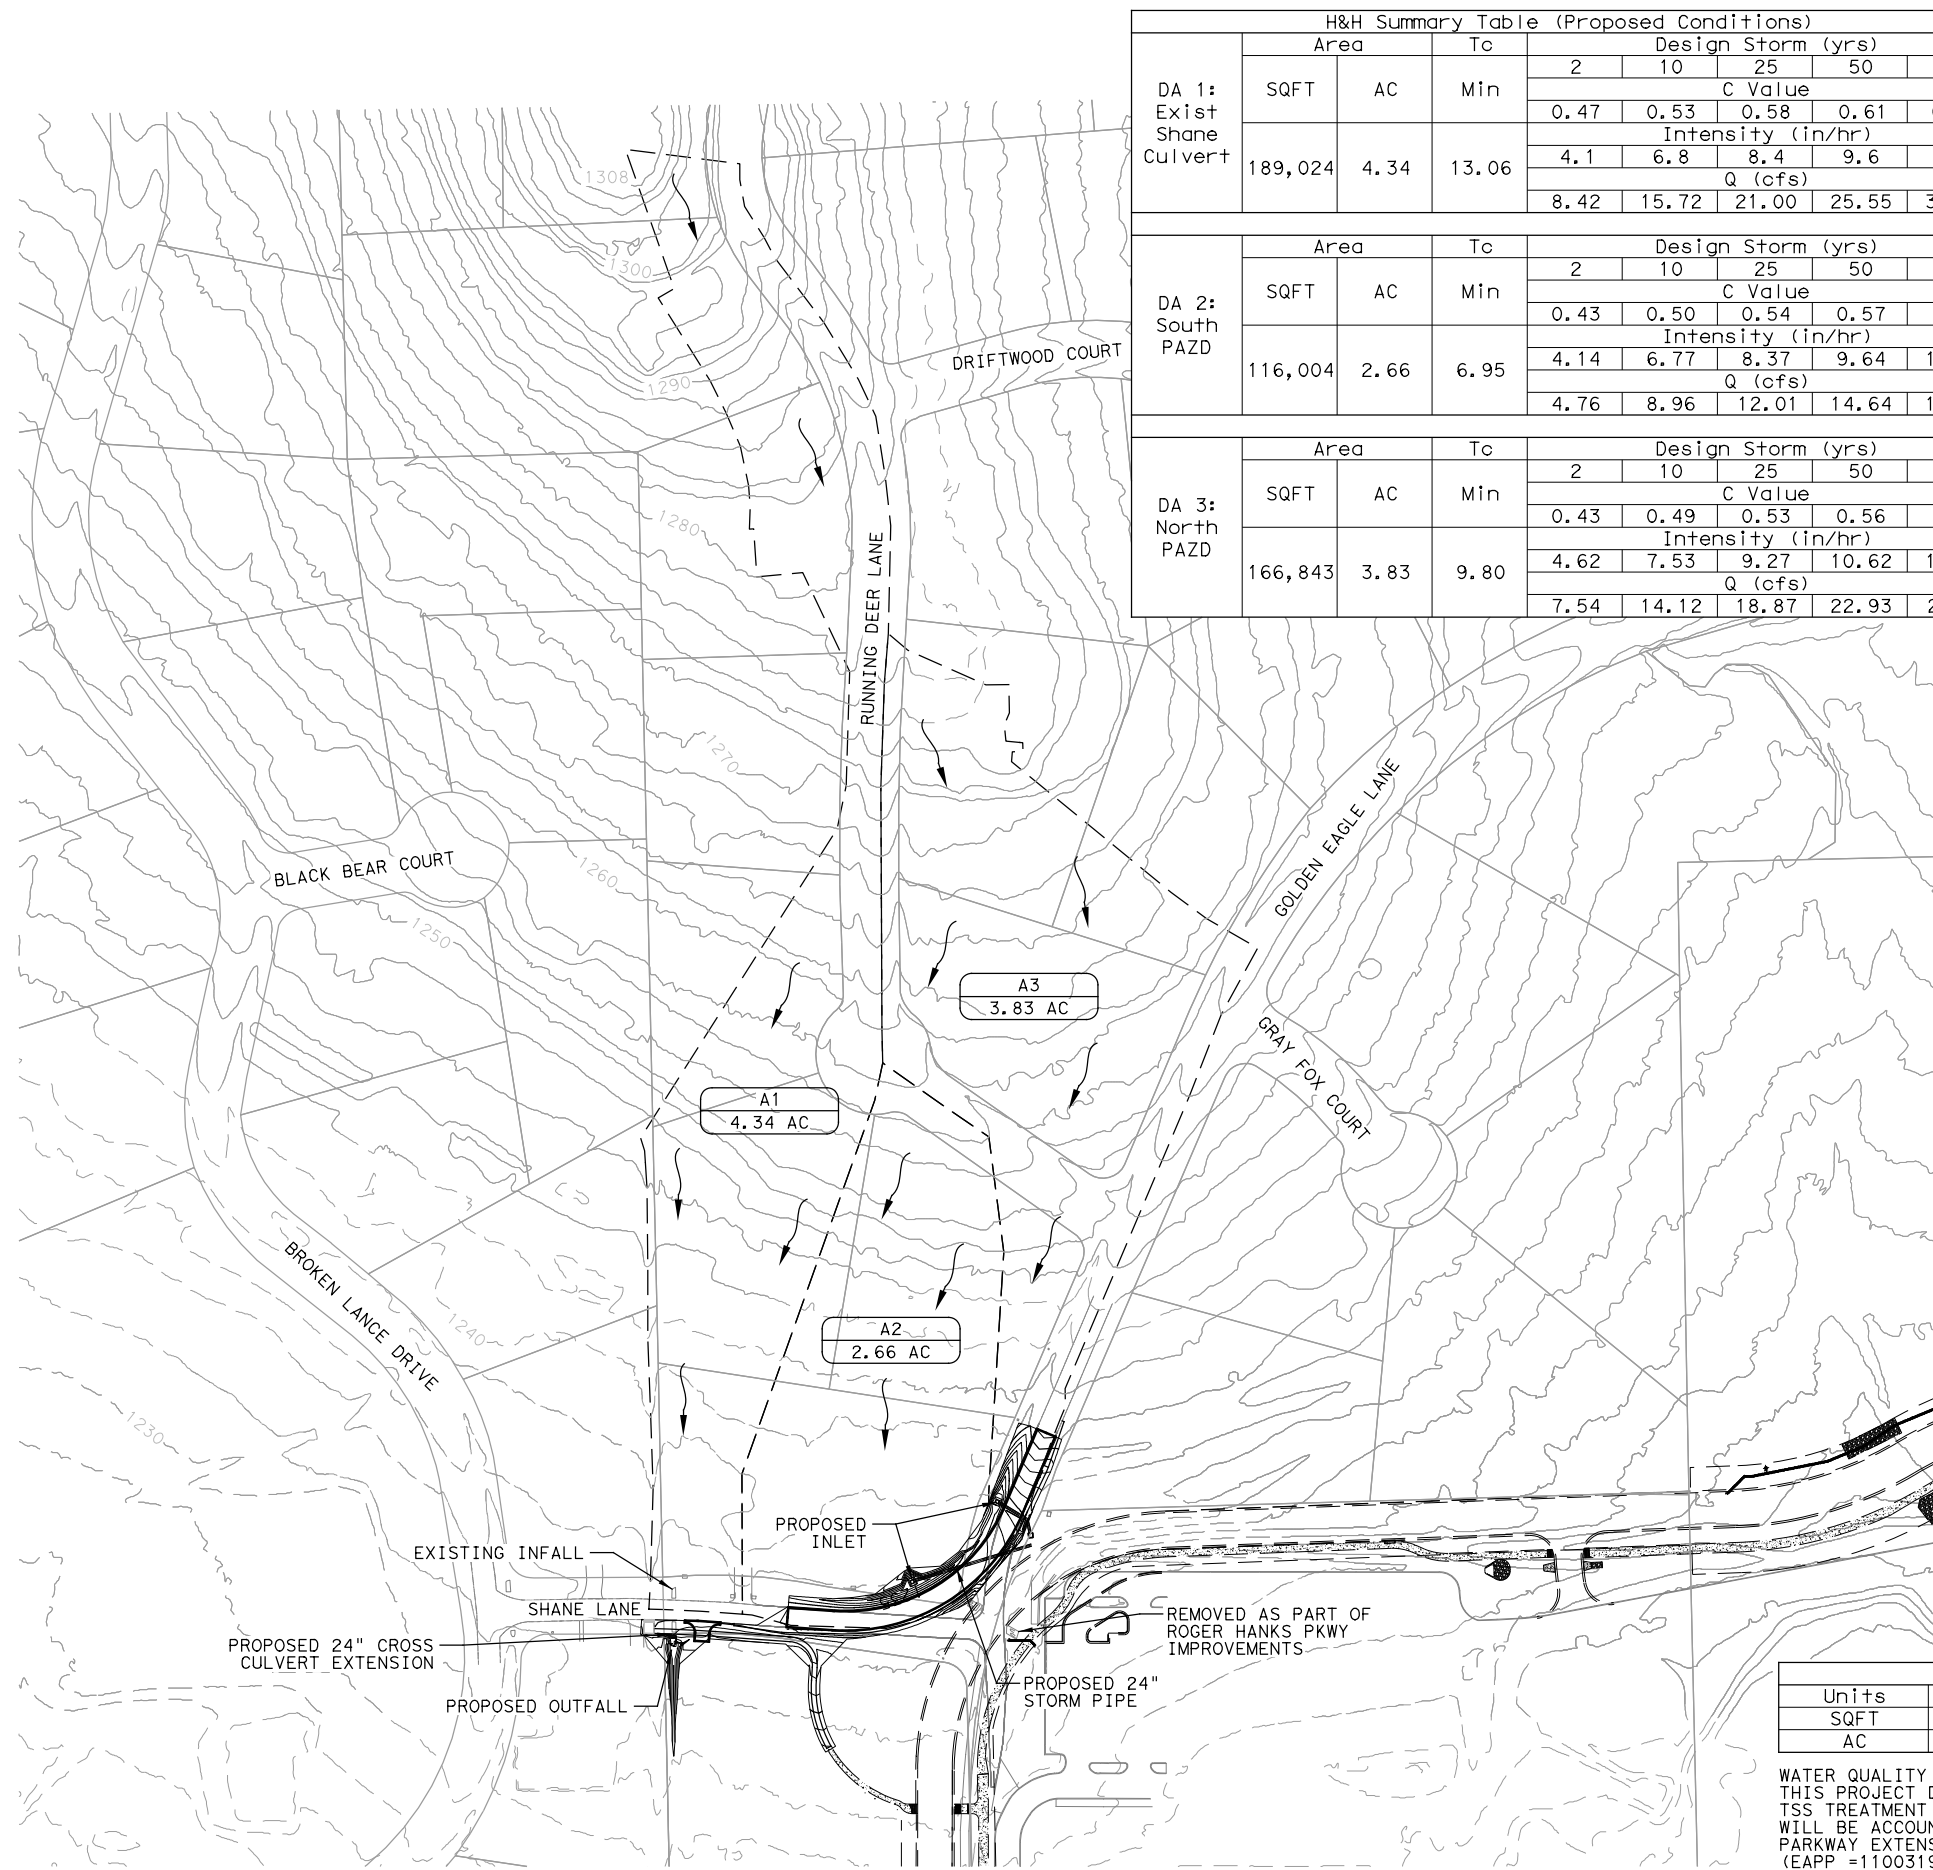 H&H Summary Table (Proposed Conditions)
DA 1:
Exist
Shane
Culvert
Area
Tc
Design Storm (yrs)
SQFT
AC
Min
2
10
25
50
C Value
0.47
0.53
0.58
0.61
Intensity (in/hr)
189,024
4.34
13.06
4.1
6.8
8.4
9.6
Q (cfs)
8.42
15.72
21.00
25.55
DA 2:
South
PAZD
Area
Tc
Design Storm (yrs)
SQFT
AC
Min
2
10
25
50
C Value
0.43
0.50
0.54
0.57
Intensity (in/hr)
116,004
2.66
6.95
4.14
6.77
8.37
9.64
Q (cfs)
4.76
8.96
12.01
14.64
DA 3:
North
PAZD
Area
Tc
Design Storm (yrs)
SQFT
AC
Min
2
10
25
50
C Value
0.43
0.49
0.53
0.56
Intensity (in/hr)
166,843
3.83
9.80
4.62
7.53
9.27
10.62
Q (cfs)
7.54
14.12
18.87
22.93
1308
1300
1290
DRIFTWOOD COURT
1280
RUNNING DEER LANE
1270
GOLDEN EAGLE LANE
1260
BLACK BEAR COURT
1250
A3
3.83 AC
GRAY FOX COURT
A1
4.34 AC
BROKEN LANCE DRIVE
1240
A2
2.66 AC
1230
PROPOSED
INLET
EXISTING INFALL
SHANE LANE
PROPOSED 24" CROSS
CULVERT EXTENSION
PROPOSED OUTFALL
REMOVED AS PART OF
ROGER HANKS PKWY
IMPROVEMENTS
PROPOSED 24"
STORM PIPE
Units
SQFT
AC
WATER QUALITY
THIS PROJECT
TSS TREATMENT
WILL BE
(EAPP =1100319